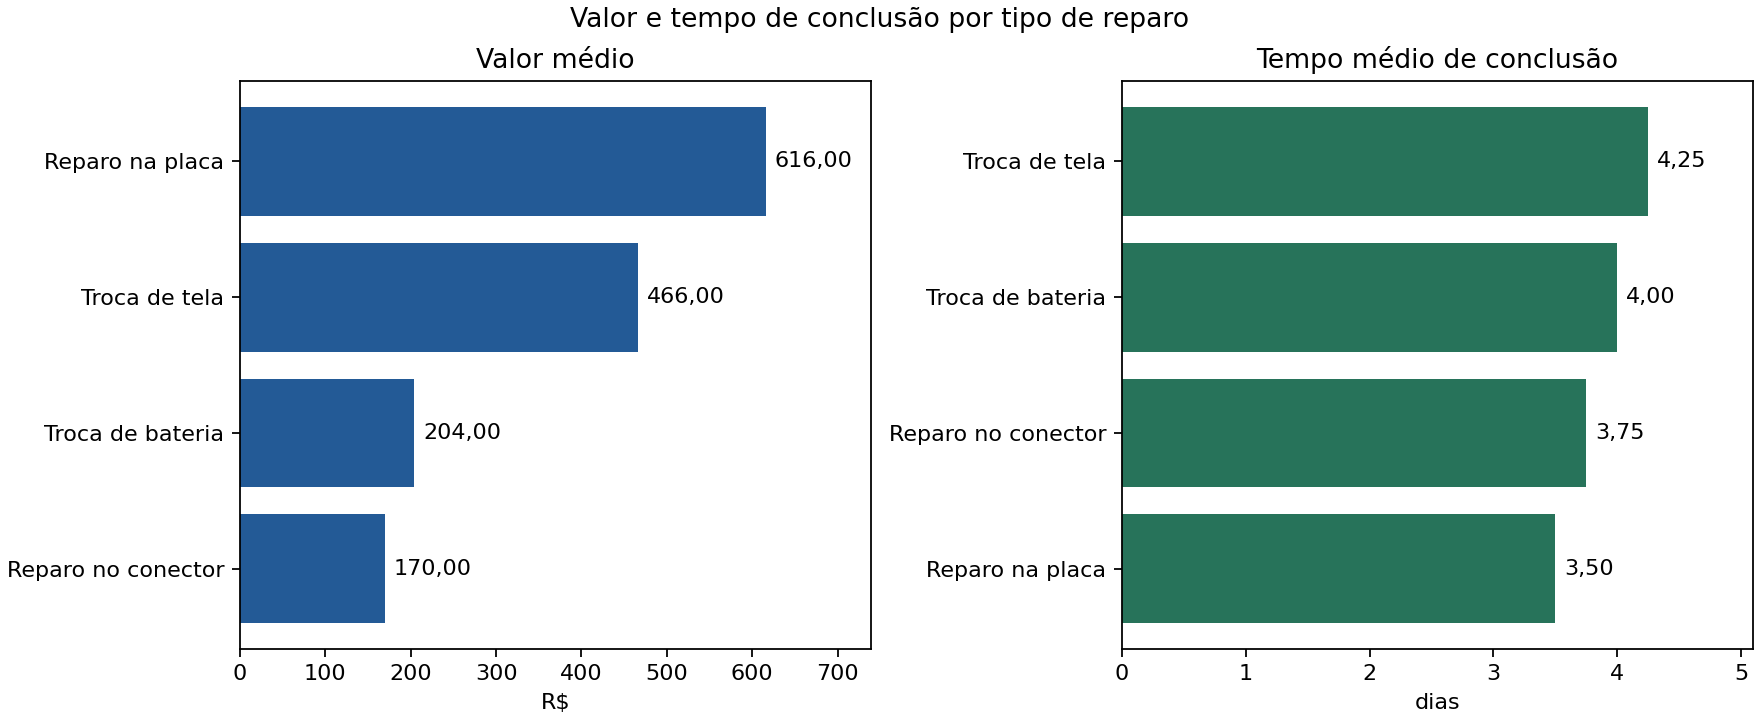 Valor e tempo de conclusão por tipo de reparo
Valor médio
Reparo na placa
616,00
Troca de tela
466,00
Troca de bateria
204,00
Reparo no conector
170,00
0 100 200 300 400 500 600 700
R$
Tempo médio de conclusão
Troca de tela
4,25
Troca de bateria
4,00
Reparo no conector
3,75
Reparo na placa
3,50
0 1 2 3 4 5
dias